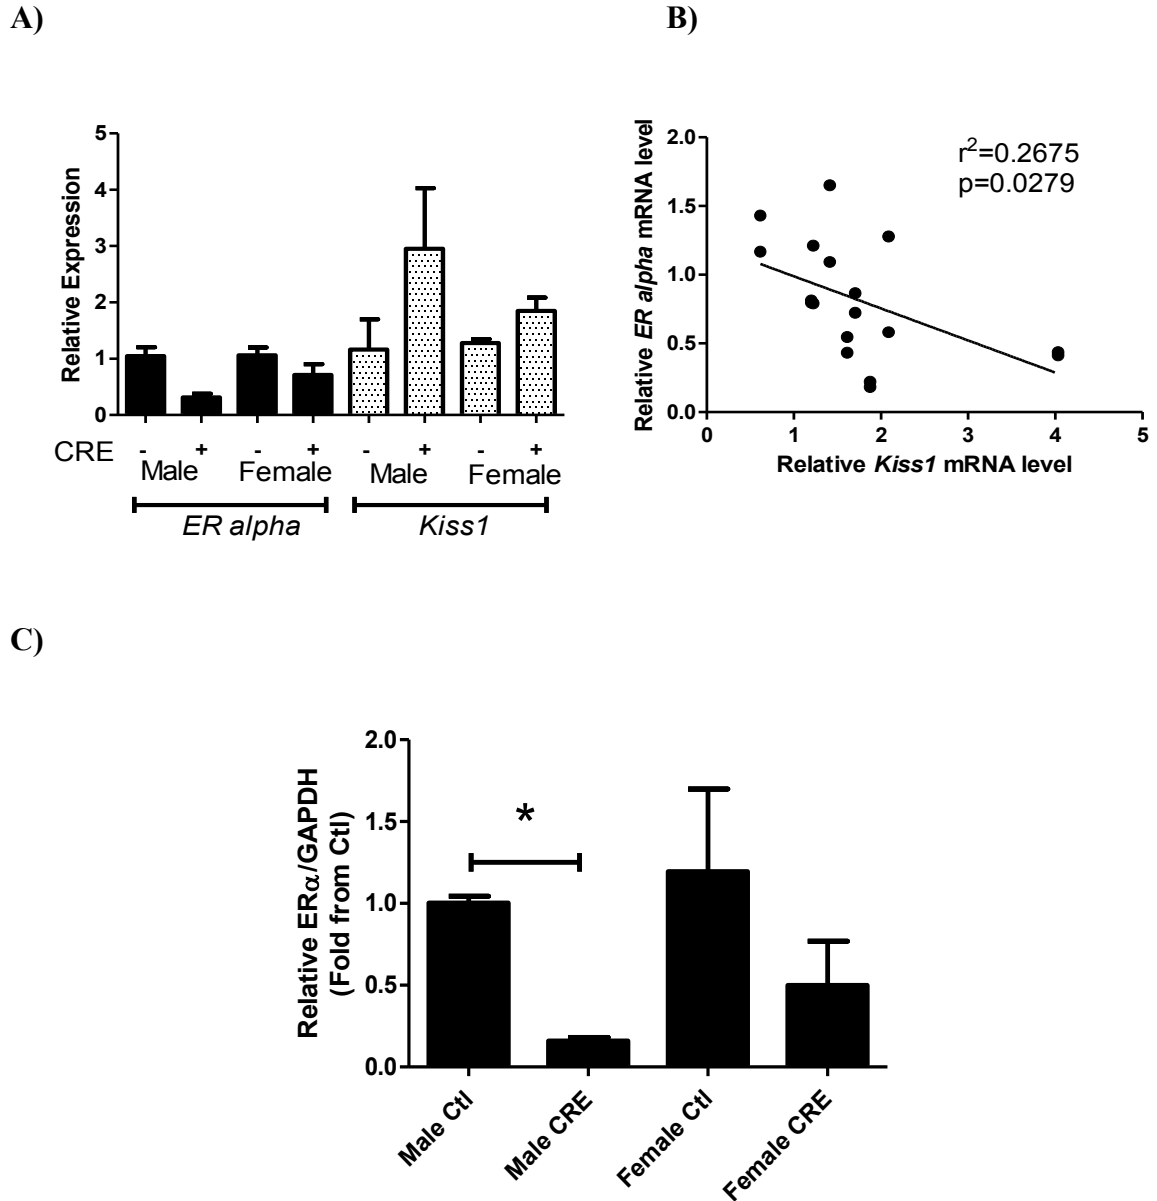 A)
Relative Expression
5
4
3
2
1
0
CRE - + - + - + - +
Male Female Male Female
ER alpha Kiss1
B)
Relative ER alpha mRNA level
2.0
1.5
1.0
0.5
0.0
r²=0.2675
p=0.0279
0 1 2 3 4 5
Relative Kiss1 mRNA level
C)
Relative ERα/GAPDH
(Fold from Ctl)
2.0
1.5
1.0
0.5
0.0
*
Male Ctl
Male CRE
Female Ctl
Female CRE